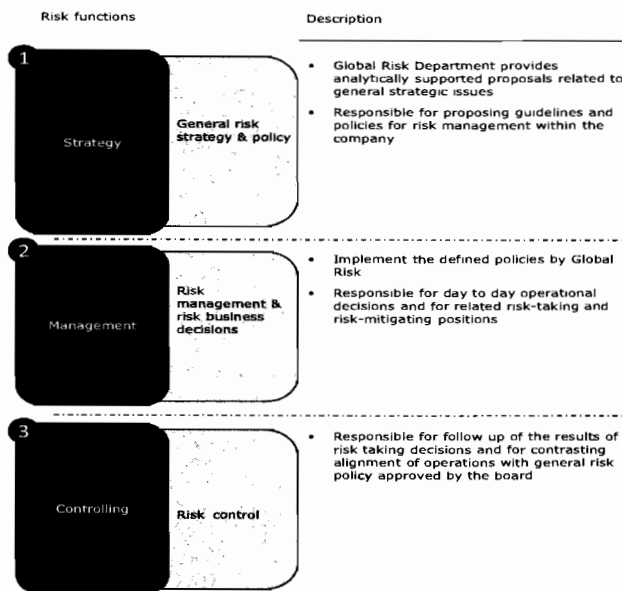 Risk functions
Description
1
Strategy
General risk
strategy & policy
• Global Risk Department provides
analytically supported proposals related to
general strategic issues
• Responsible for proposing guidelines and
policies for risk management within the
company
2
Management
Risk
management &
risk business
decisions
• Implement the defined policies by Global
Risk
• Responsible for day to day operational
decisions and for related risk-taking and
risk-mitigating positions
3
Controlling
Risk control
• Responsible for follow up of the results of
risk taking decisions and for contrasting
alignment of operations with general risk
policy approved by the board